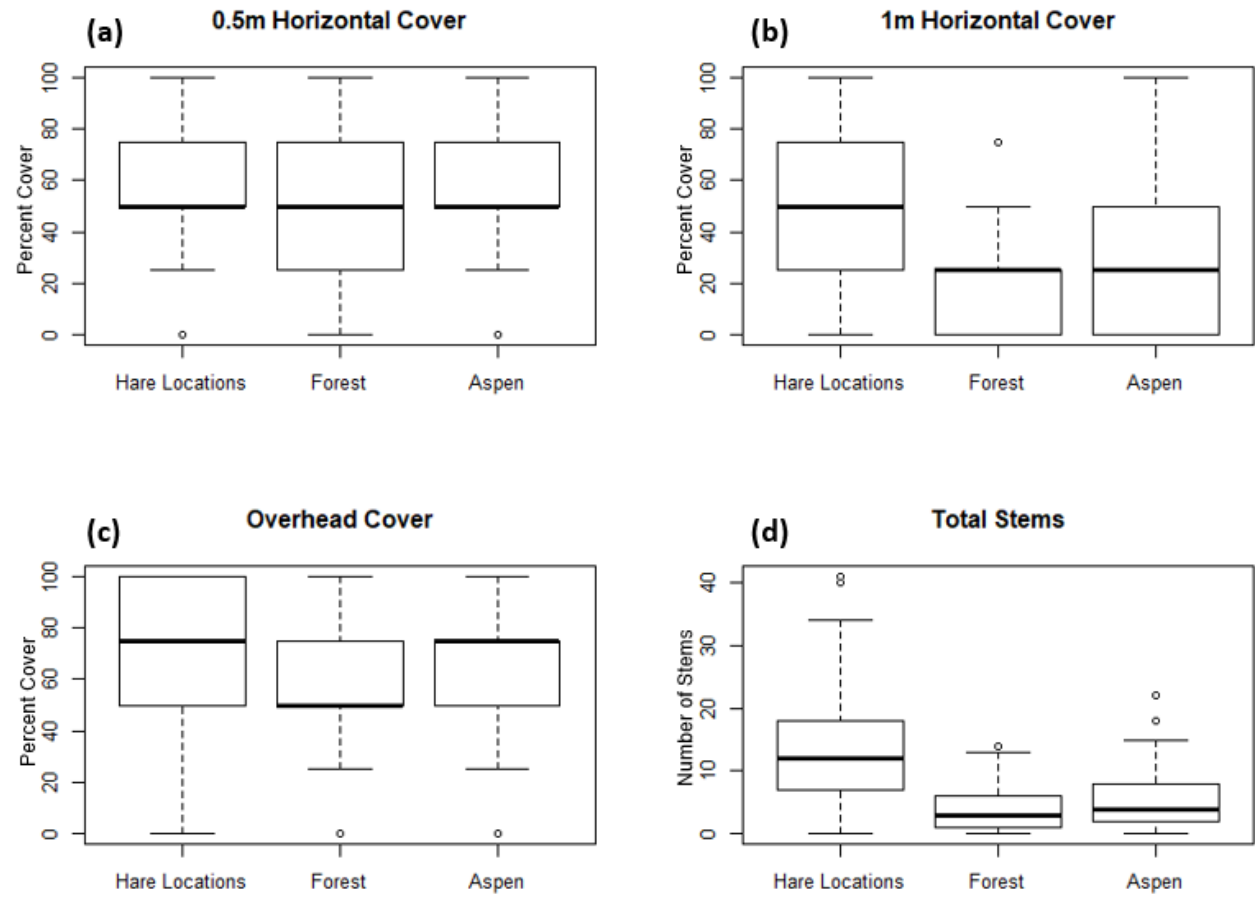 (a) 0.5m Horizontal Cover
Percent Cover
100
80
60
40
20
0
Hare Locations Forest Aspen
(b) 1m Horizontal Cover
Percent Cover
100
80
60
40
20
0
Hare Locations Forest Aspen
(c) Overhead Cover
Percent Cover
100
80
60
40
20
0
Hare Locations Forest Aspen
(d) Total Stems
Number of Stems
40
30
20
10
0
Hare Locations Forest Aspen